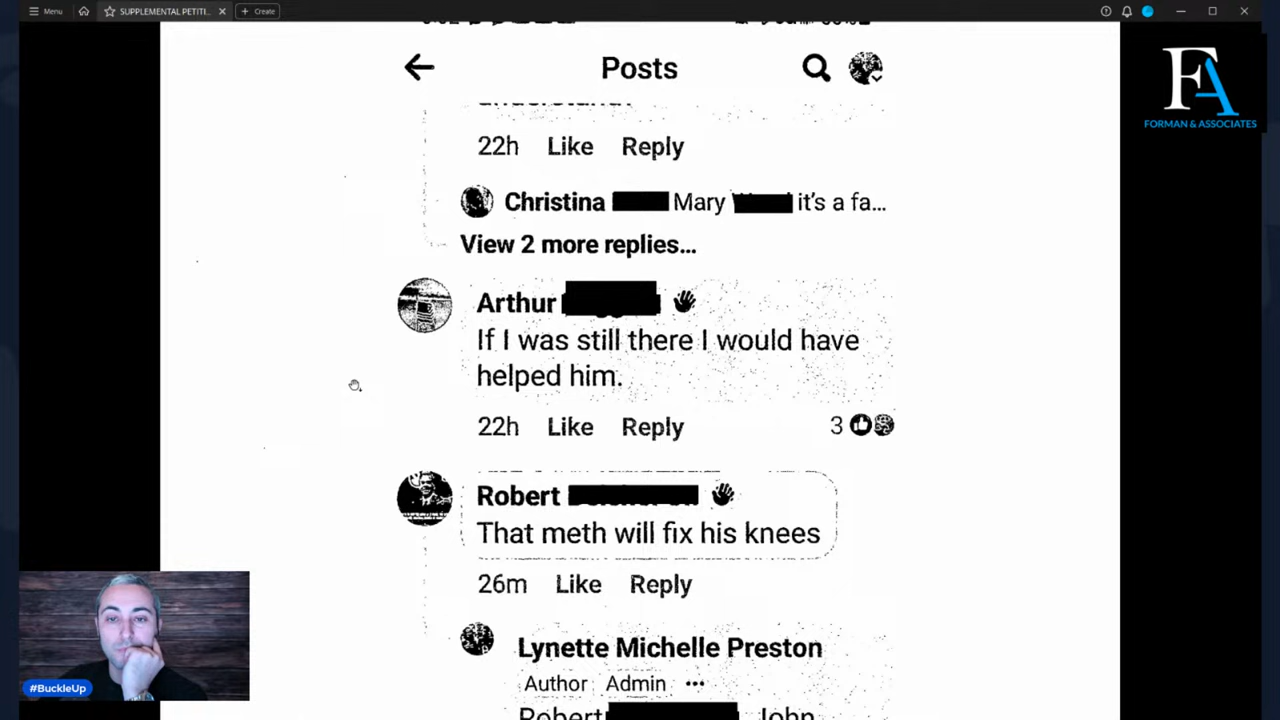 Menu
SUPPLEMENTAL PETITI...
Create
FA
FORMAN & ASSOCIATES
Posts
understand?
22h Like Reply
Christina Mary it's a fa...
View 2 more replies...
Arthur
If I was still there I would have
helped him.
22h Like Reply 3
Robert
That meth will fix his knees
26m Like Reply
Lynette Michelle Preston
Author Admin ...
Robert John
#BuckleUp